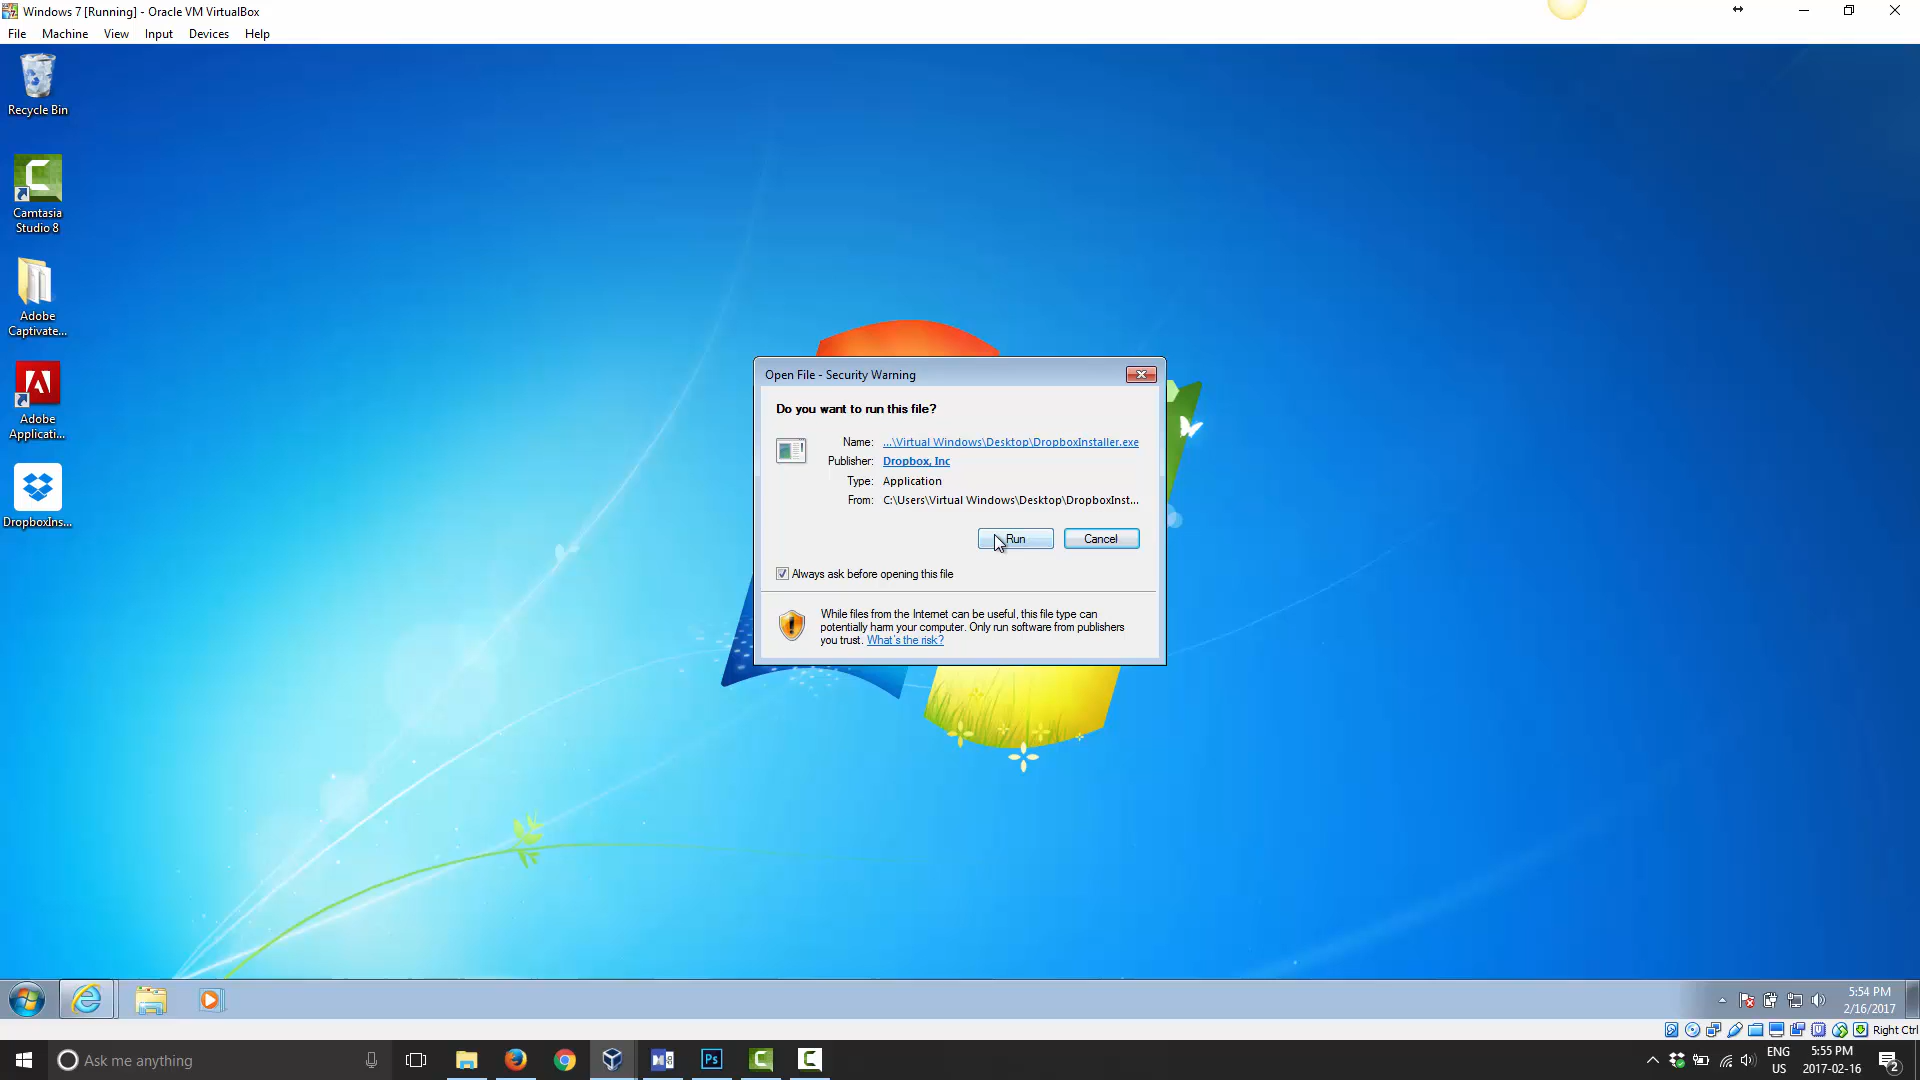 Windows 7 [Running] - Oracle VM VirtualBox
File Machine View Input Devices Help
Recycle Bin
Camtasia
Studio 8
Adobe
Captivate...
Adobe
Applicati...
DropboxIns...
Open File - Security Warning
Do you want to run this file?
Name: ...\Virtual Windows\Desktop\DropboxInstaller.exe
Publisher: Dropbox, Inc
Type: Application
From: C:\Users\Virtual Windows\Desktop\DropboxInst...
Run Cancel
Always ask before opening this file
While files from the Internet can be useful, this file type can
potentially harm your computer. Only run software from publishers
you trust. What's the risk?
5:54 PM
2/16/2017
Right Ctrl
Ask me anything
Ps
ENG
US
5:55 PM
2017-02-16
2